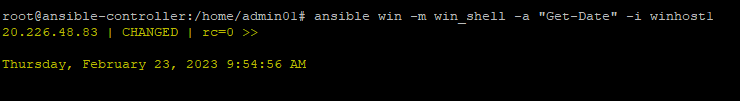 root@ansible-controller:/home/admin01# ansible win -m win_shell -a "Get-Date" -i winhost1
20.226.48.83 | CHANGED | rc=0 >>
Thursday, February 23, 2023 9:54:56 AM